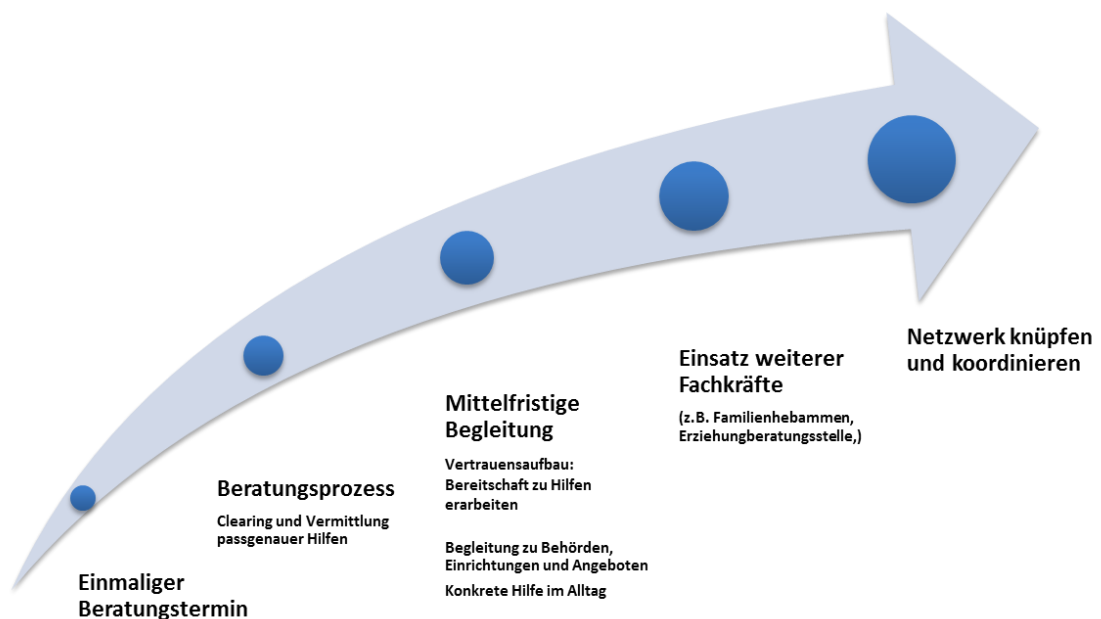 Einmaliger
Beratungstermin
Beratungsprozess
Clearing und Vermittlung
passgenauer Hilfen
Mittelfristige
Begleitung
Vertrauensaufbau:
Bereitschaft zu Hilfen
erarbeiten
Begleitung zu Behörden,
Einrichtungen und Angeboten
Konkrete Hilfe im Alltag
Einsatz weiterer
Fachkräfte
(z.B. Familienhebammen,
Erziehungberatungsstelle,)
Netzwerk knüpfen
und koordinieren